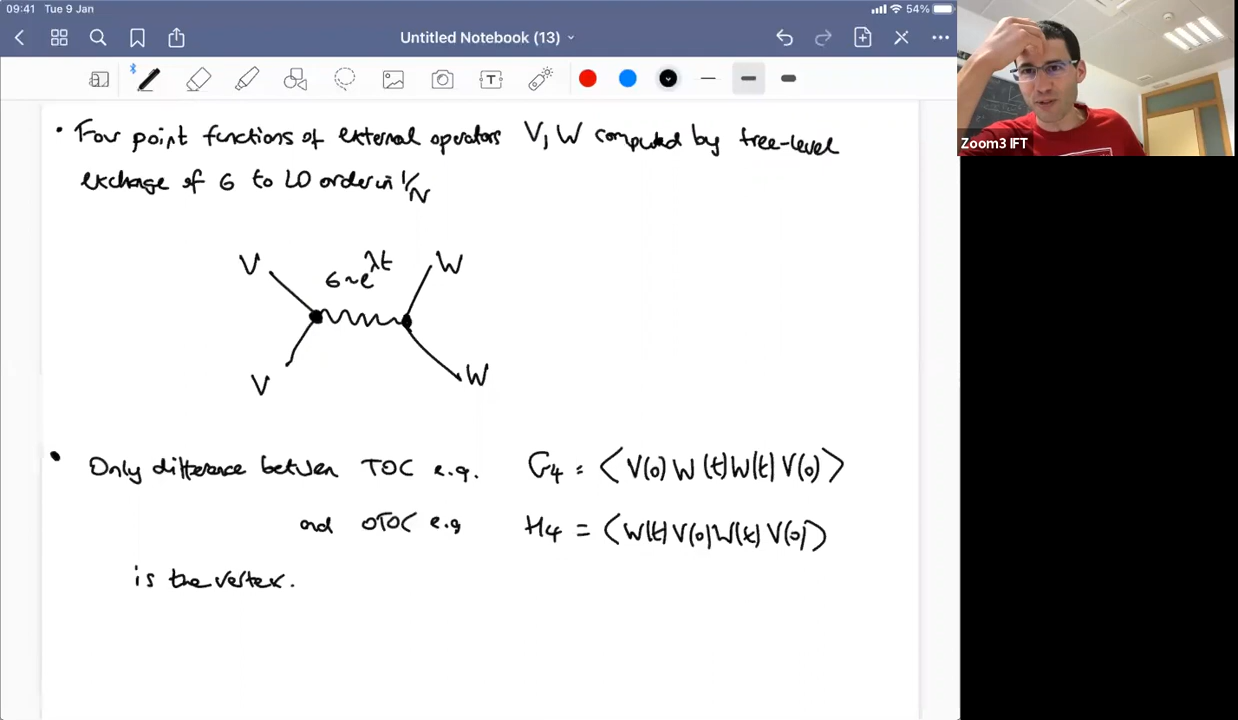 09:41 Tue 9 Jan
54%
Untitled Notebook (13)
Zoom3 IFT
• Four point functions of external operators V, W computed by tree-level
exchange of σ to LO order in 1/N
V σ~e^λt W
V W
• Only difference between TOC e.g. G4 = ⟨V(0) W(t) W(t) V(0)⟩
and OTOC e.g. H4 = ⟨W(t) V(0) W(t) V(0)⟩
is the vertex.